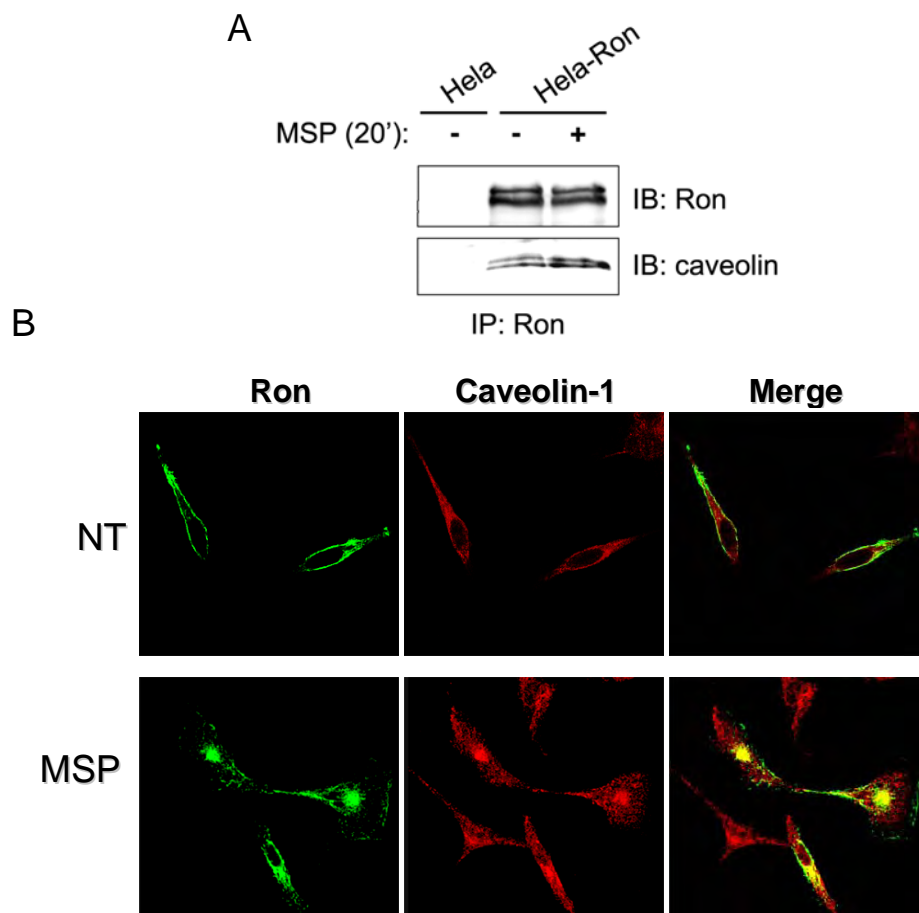 A
Hela Hela-Ron
MSP (20'): - - +
IB: Ron
IB: caveolin
IP: Ron
B
Ron Caveolin-1 Merge
NT
MSP